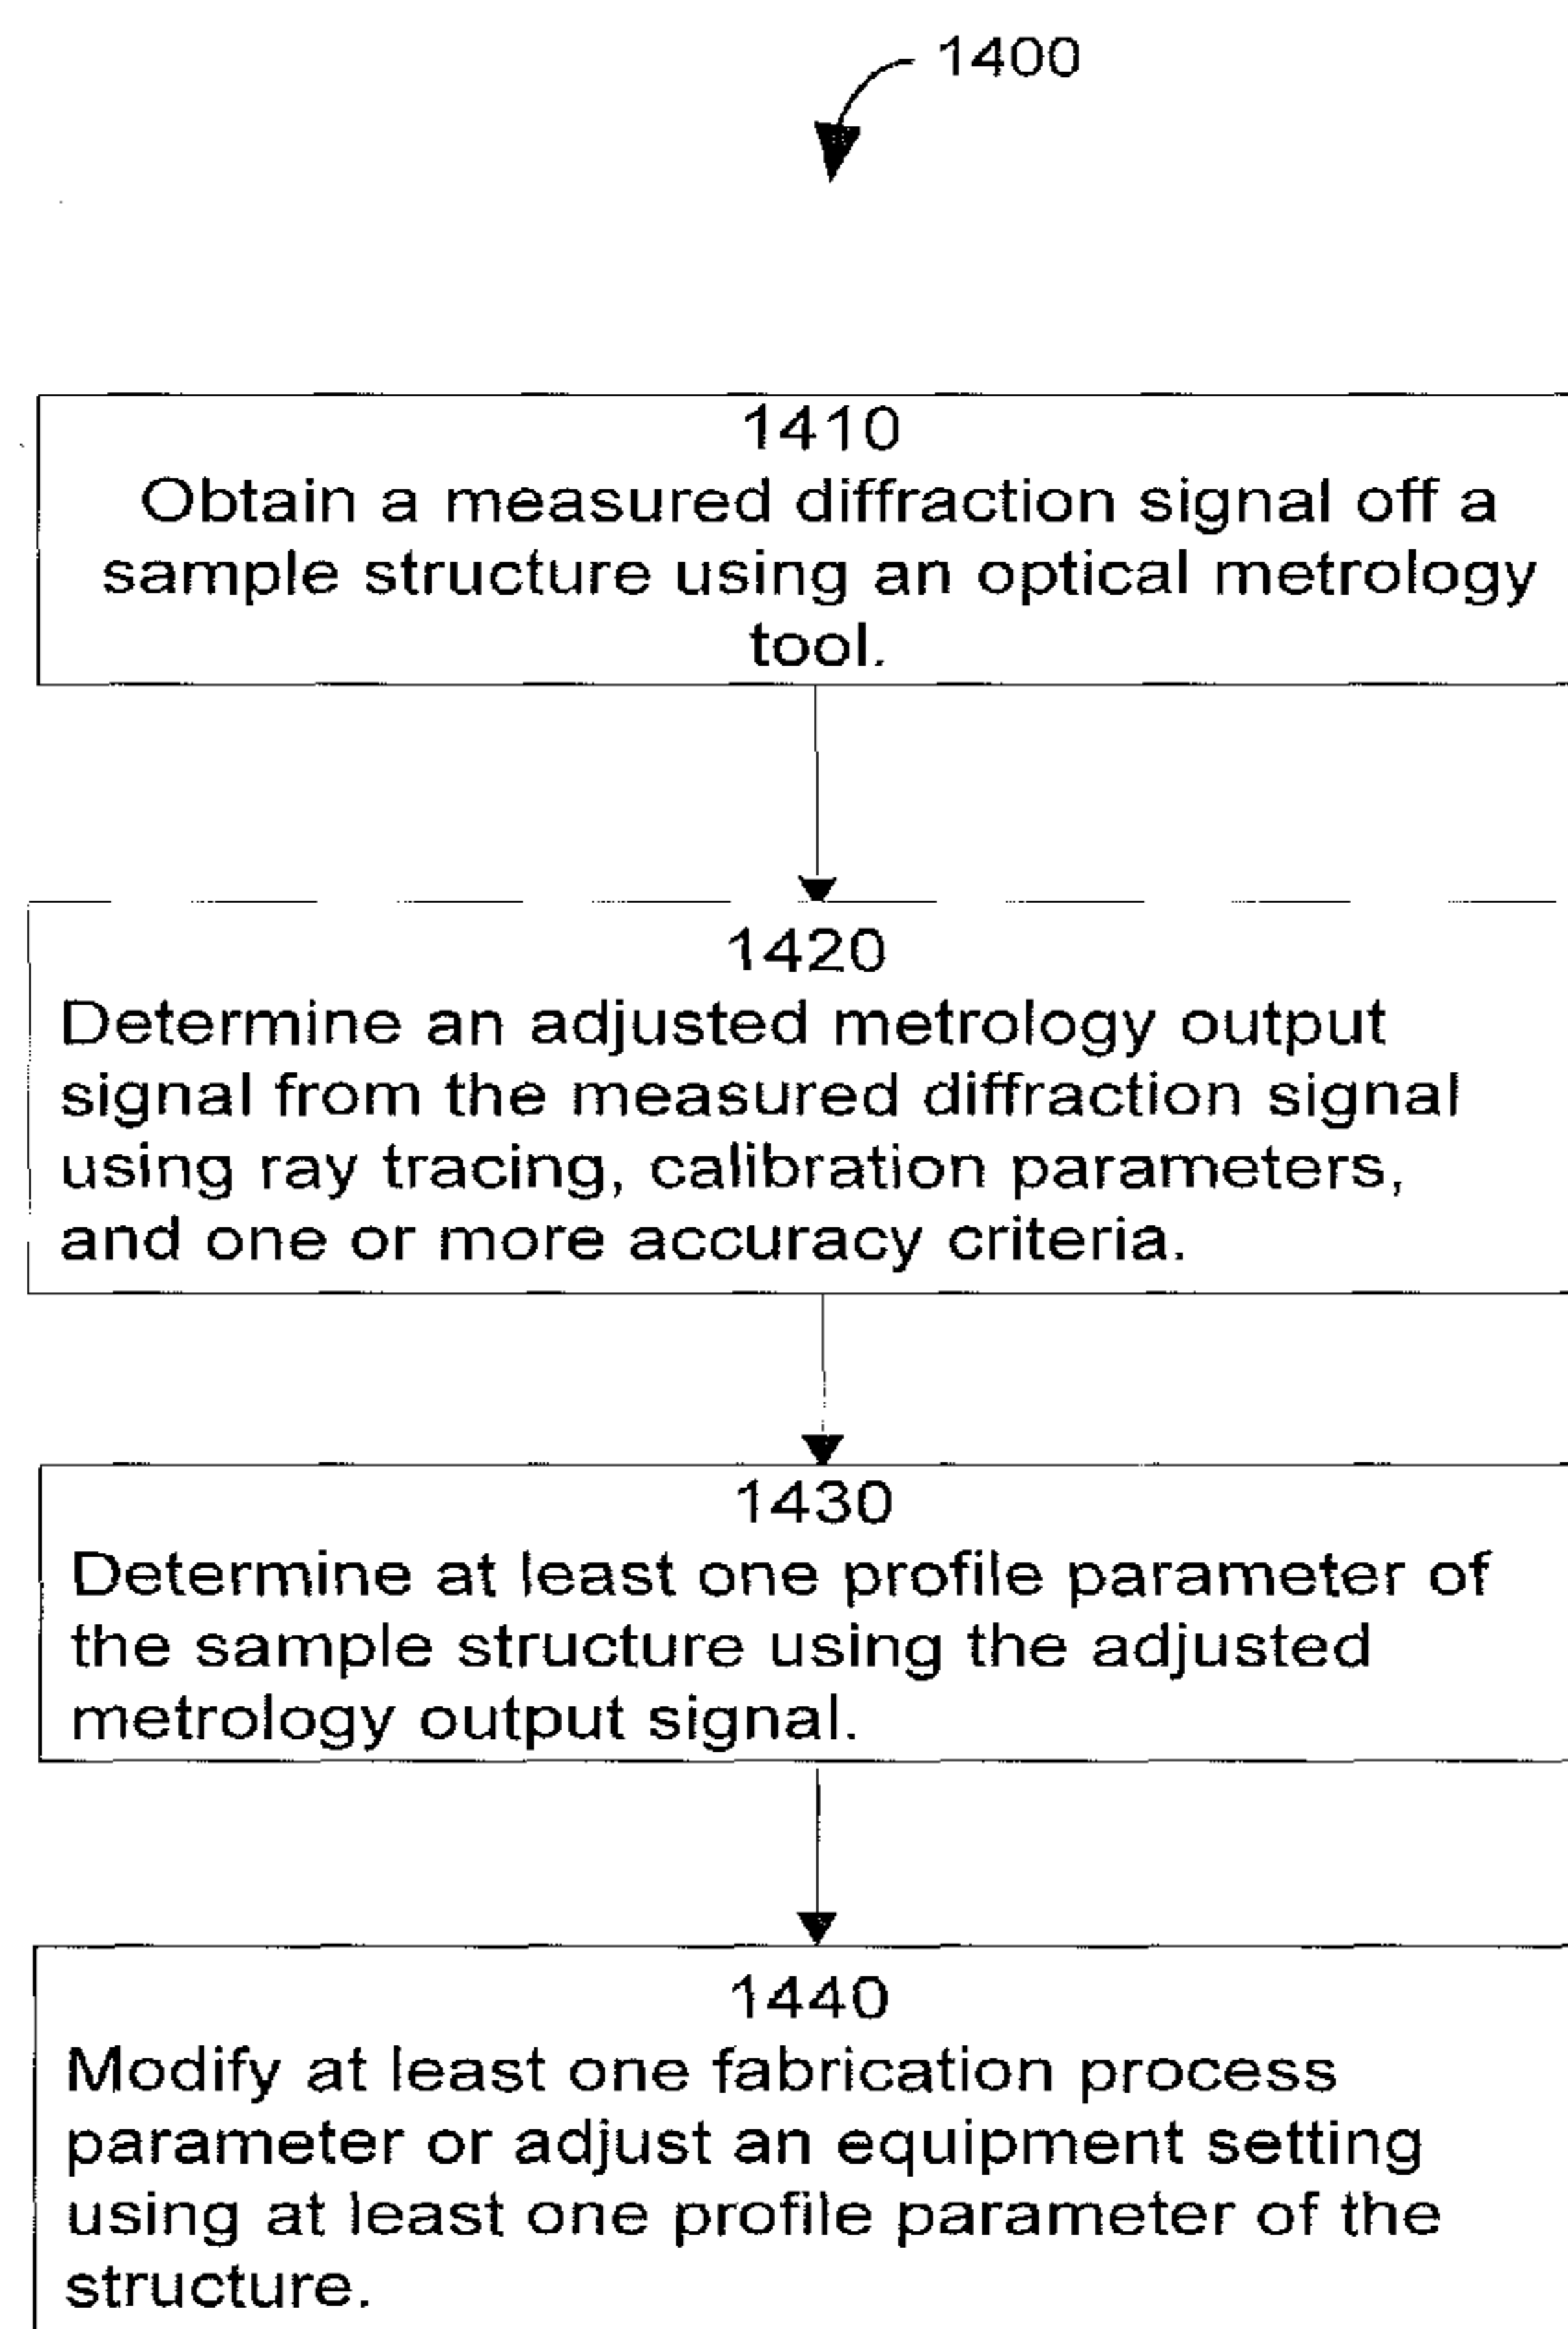 1400
1410
Obtain a measured diffraction signal off a
sample structure using an optical metrology
tool.
1420
Determine an adjusted metrology output
signal from the measured diffraction signal
using ray tracing, calibration parameters,
and one or more accuracy criteria.
1430
Determine at least one profile parameter of
the sample structure using the adjusted
metrology output signal.
1440
Modify at least one fabrication process
parameter or adjust an equipment setting
using at least one profile parameter of the
structure.